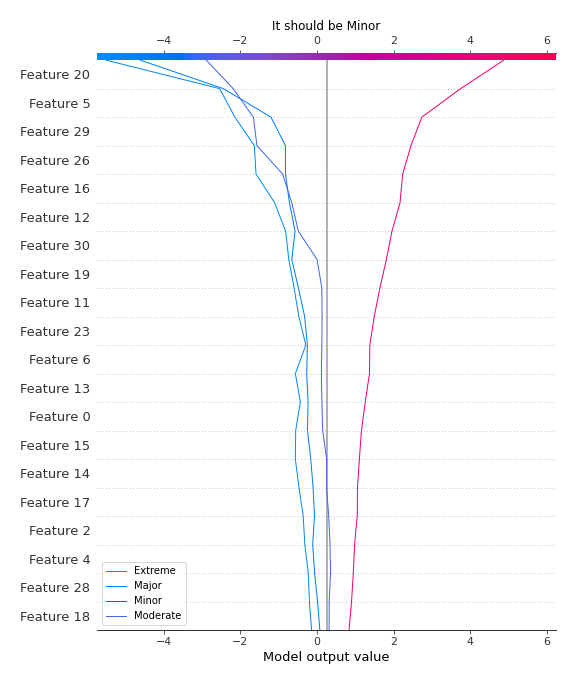 It should be Minor
−4 −2 0 2 4 6
Feature 20
Feature 5
Feature 29
Feature 26
Feature 16
Feature 12
Feature 30
Feature 19
Feature 11
Feature 23
Feature 6
Feature 13
Feature 0
Feature 15
Feature 14
Feature 17
Feature 2
Feature 4
Feature 28
Feature 18
Extreme
Major
Minor
Moderate
−4 −2 0 2 4 6
Model output value